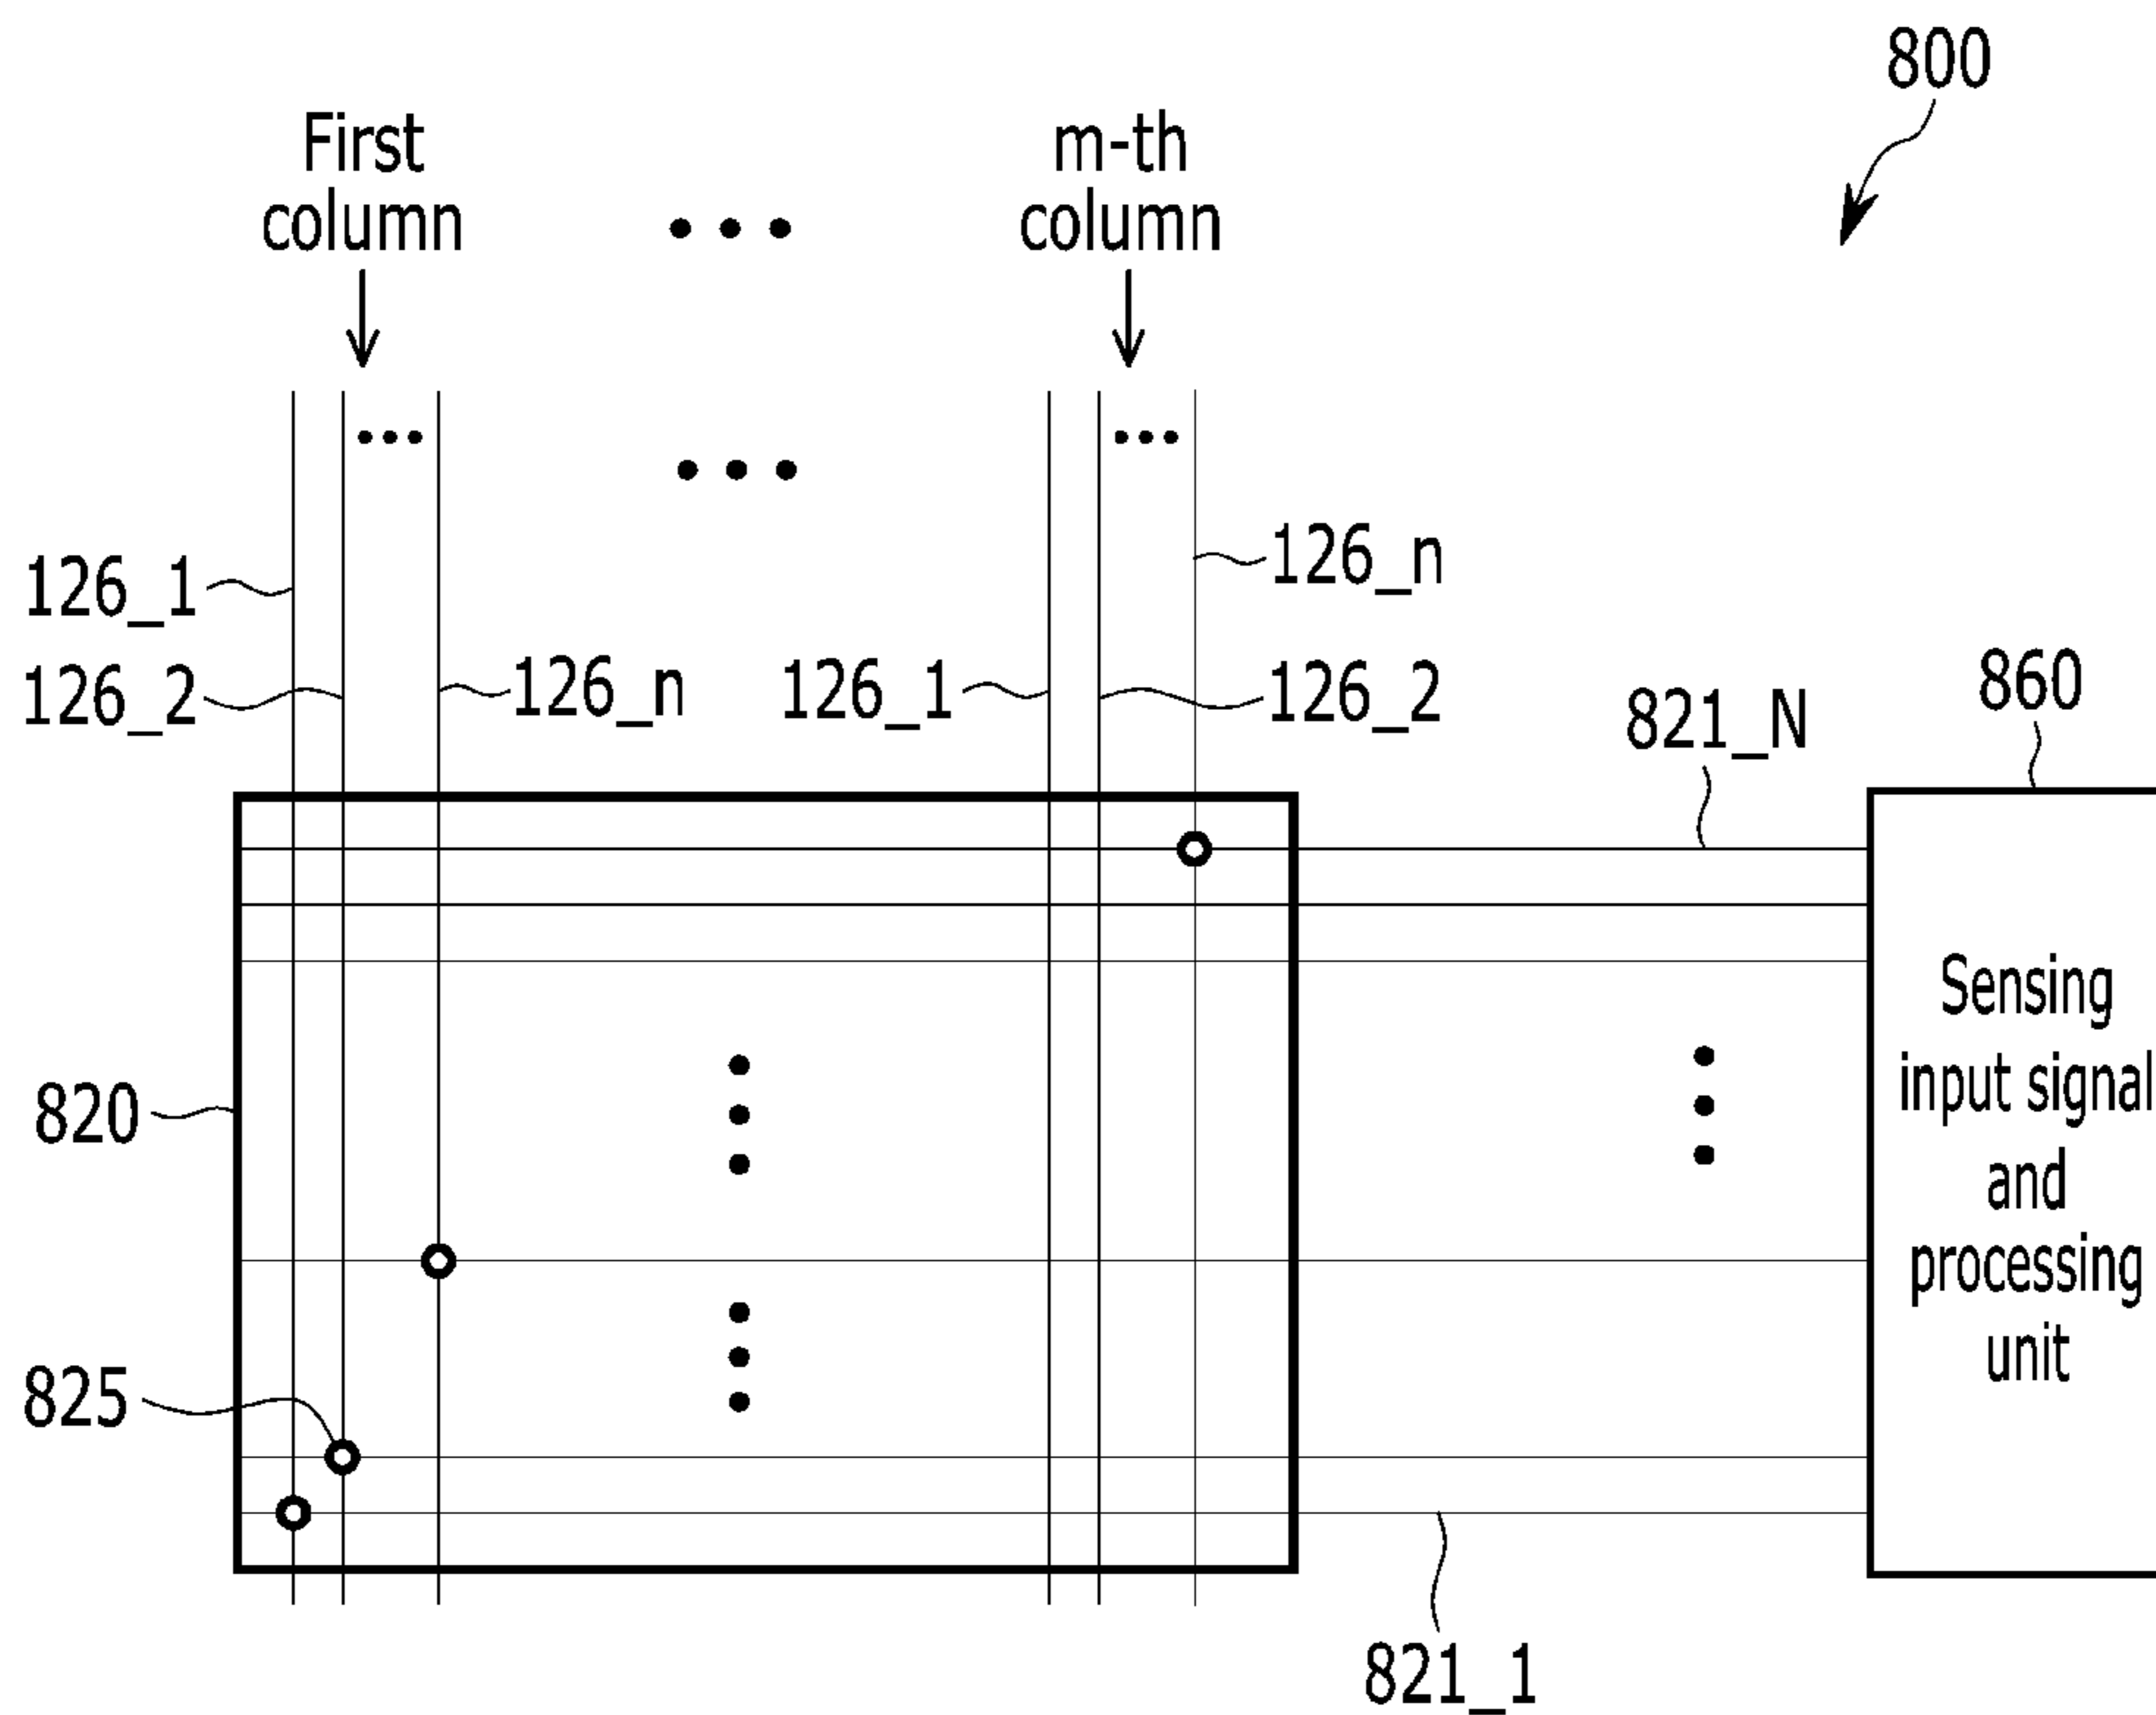 800
First
column
m-th
column
126_1
126_2
126_n
126_1
126_n
126_2
821_N
860
820
825
Sensing
input signal
and
processing
unit
821_1